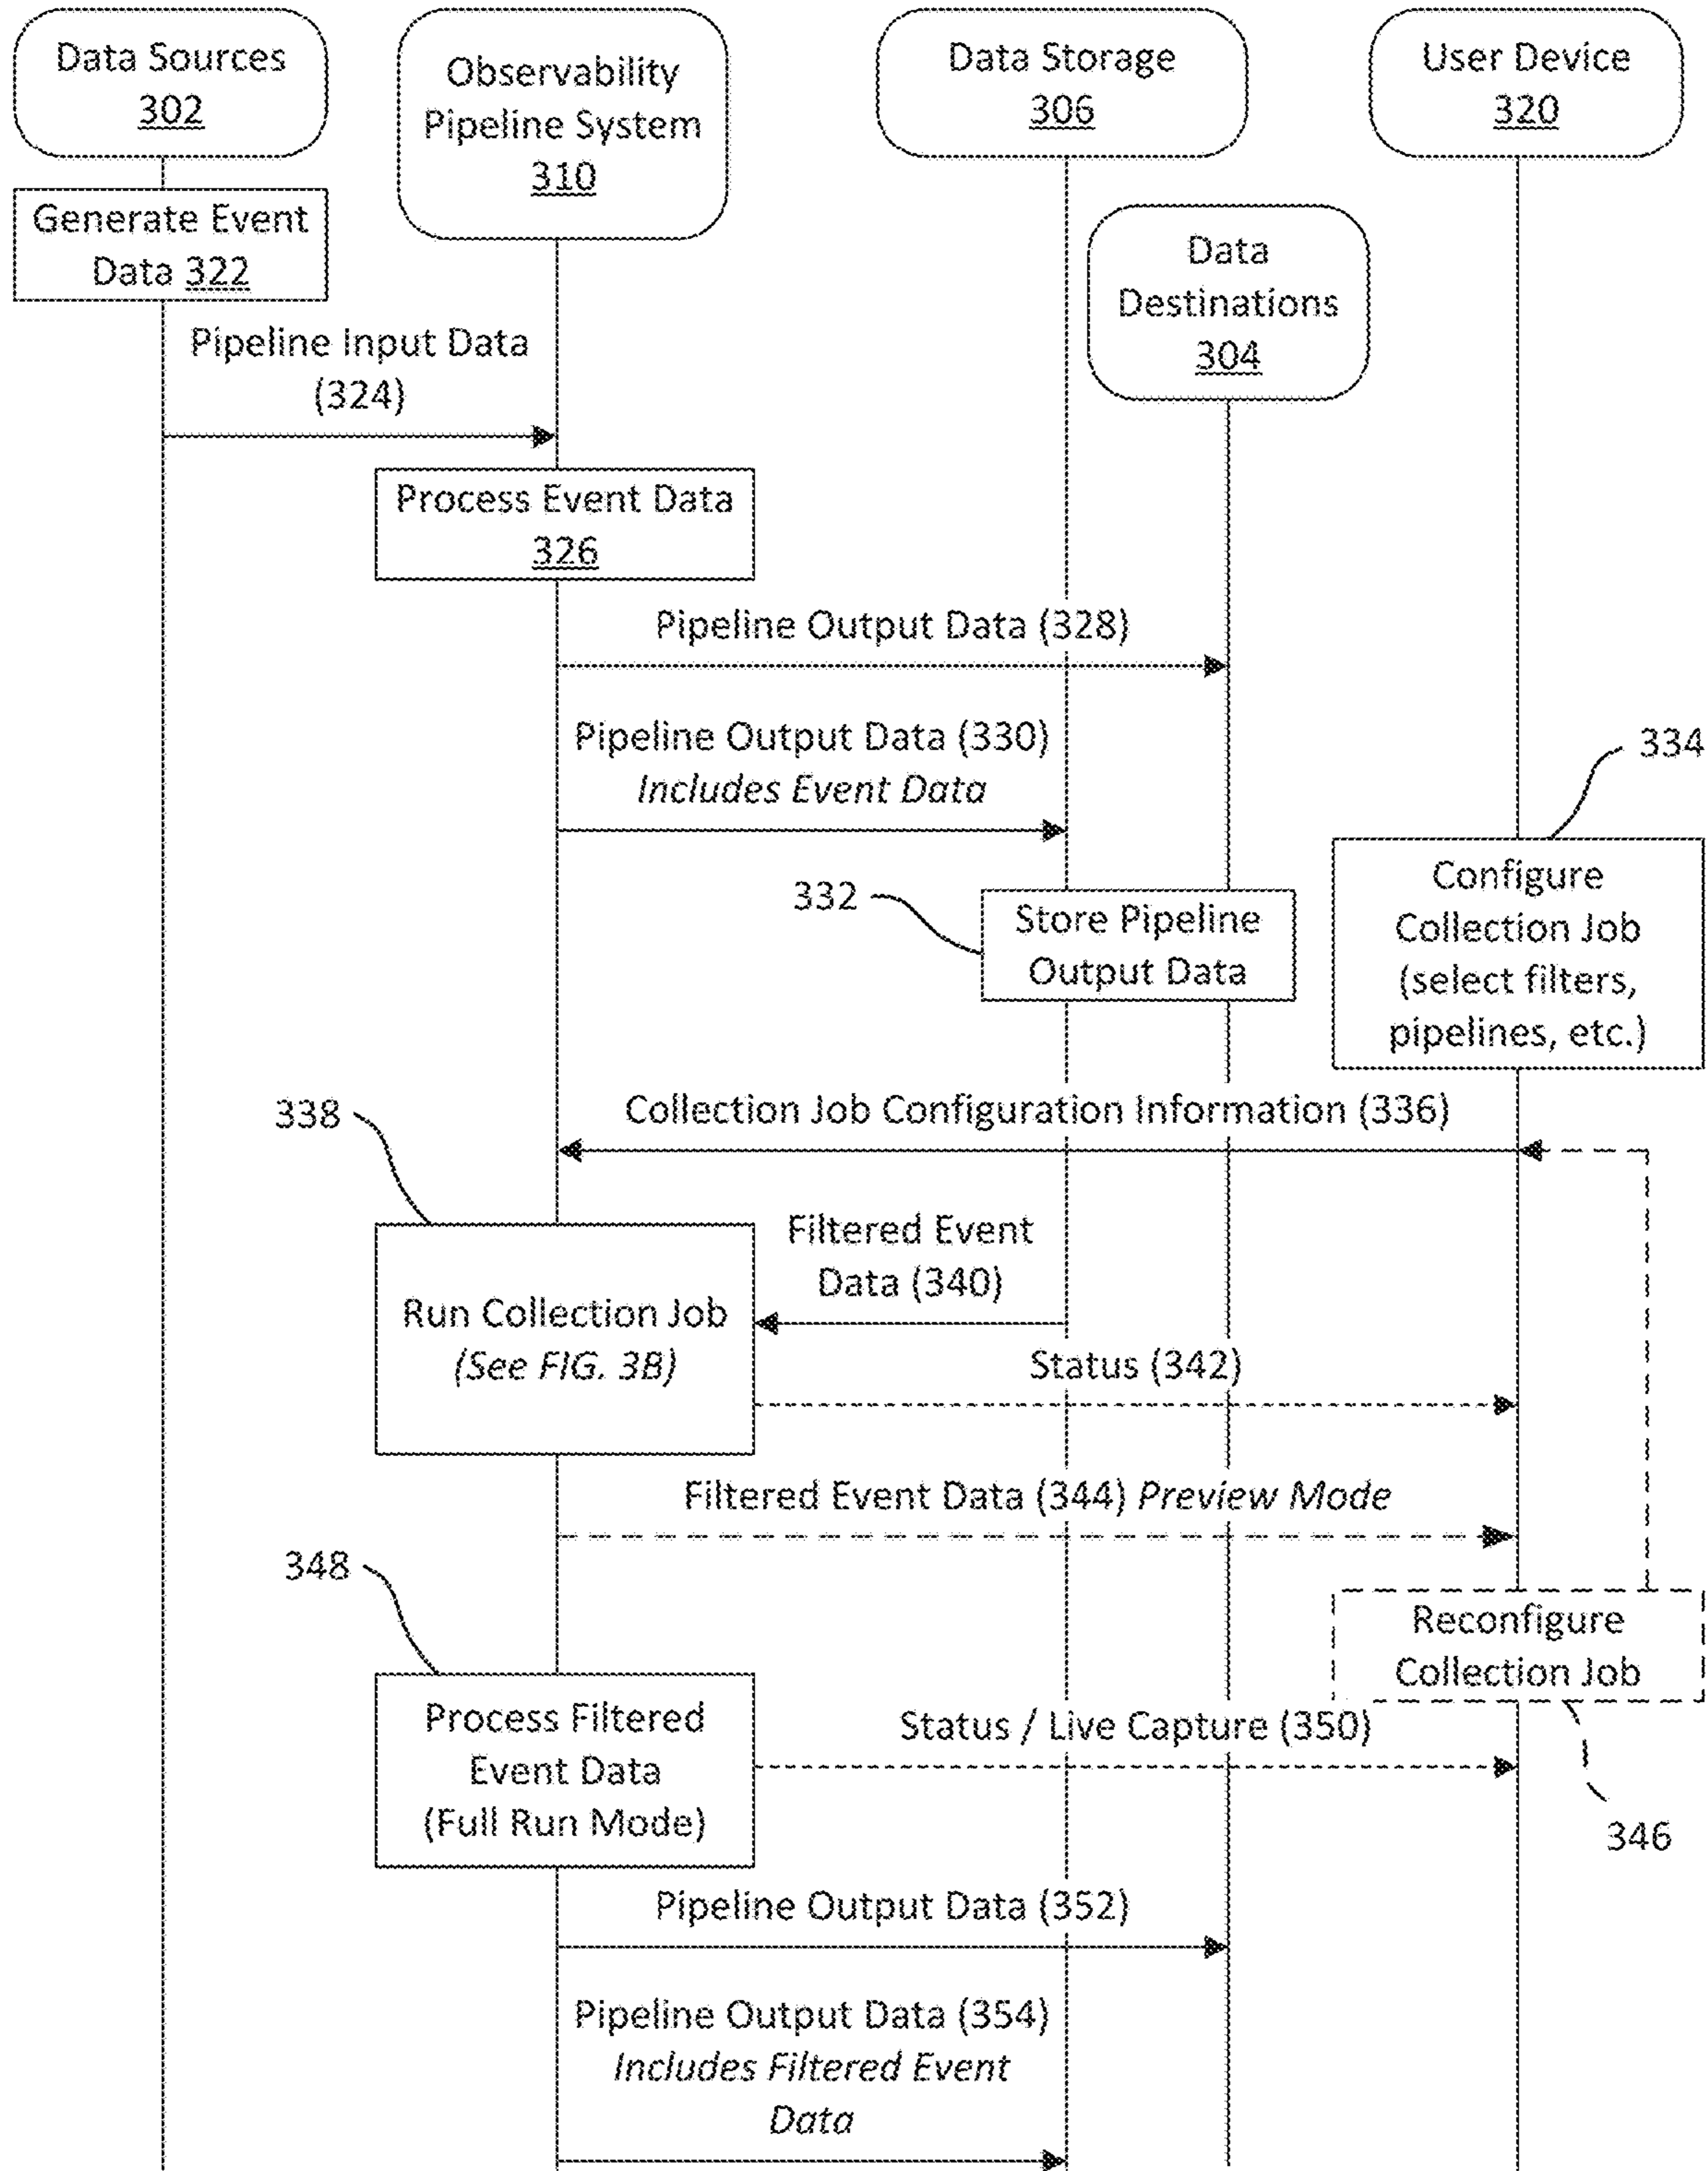 Data Sources
302
Observability
Pipeline System
310
Data Storage
306
User Device
320
Generate Event
Data 322
Data
Destinations
304
Pipeline Input Data
(324)
Process Event Data
326
Pipeline Output Data (328)
Pipeline Output Data (330)
Includes Event Data
334
332
Store Pipeline
Output Data
Configure
Collection Job
(select filters,
pipelines, etc.)
338
Collection Job Configuration Information (336)
Filtered Event
Data (340)
Run Collection Job
(See FIG. 3B)
Status (342)
Filtered Event Data (344) Preview Mode
348
Reconfigure
Collection Job
Process Filtered
Event Data
(Full Run Mode)
Status / Live Capture (350)
346
Pipeline Output Data (352)
Pipeline Output Data (354)
Includes Filtered Event
Data